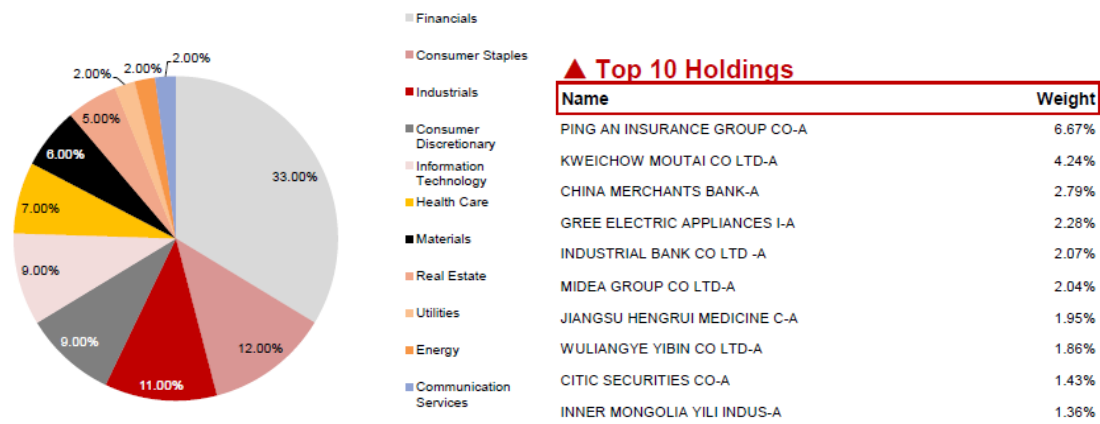 2.00%
2.00%
2.00%
5.00%
6.00%
7.00%
9.00%
9.00%
11.00%
12.00%
33.00%
Financials
Consumer Staples
Industrials
Consumer
Discretionary
Information
Technology
Health Care
Materials
Real Estate
Utilities
Energy
Communication
Services
▲ Top 10 Holdings
Name Weight
PING AN INSURANCE GROUP CO-A 6.67%
KWEICHOW MOUTAI CO LTD-A 4.24%
CHINA MERCHANTS BANK-A 2.79%
GREE ELECTRIC APPLIANCES I-A 2.28%
INDUSTRIAL BANK CO LTD -A 2.07%
MIDEA GROUP CO LTD-A 2.04%
JIANGSU HENGRUI MEDICINE C-A 1.95%
WULIANGYE YIBIN CO LTD-A 1.86%
CITIC SECURITIES CO-A 1.43%
INNER MONGOLIA YILI INDUS-A 1.36%